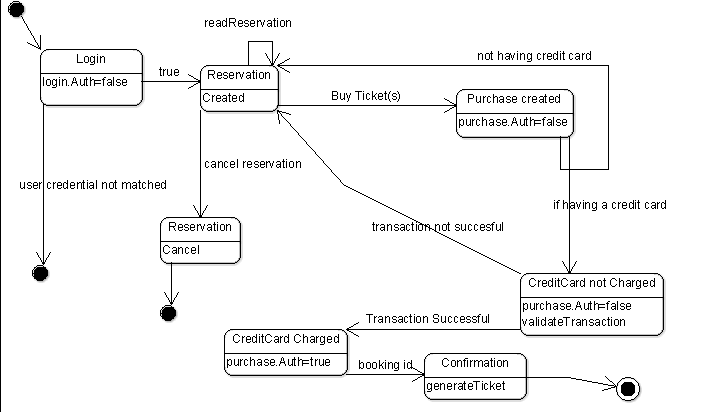 readReservation
Login
login.Auth=false
true
Reservation
Created
not having credit card
Buy Ticket(s)
Purchase created
purchase.Auth=false
cancel reservation
user credential not matched
if having a credit card
Reservation
Cancel
transaction not succesful
CreditCard not Charged
purchase.Auth=false
validateTransaction
Transaction Successful
CreditCard Charged
purchase.Auth=true
booking id
Confirmation
generateTicket